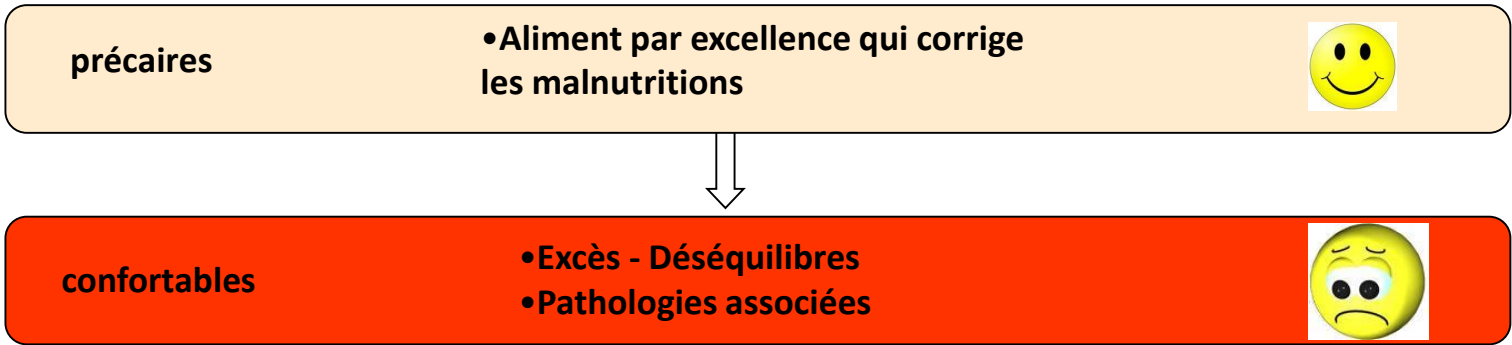 précaires
•Aliment par excellence qui corrige
les malnutritions
confortables
•Excès - Déséquilibres
•Pathologies associées